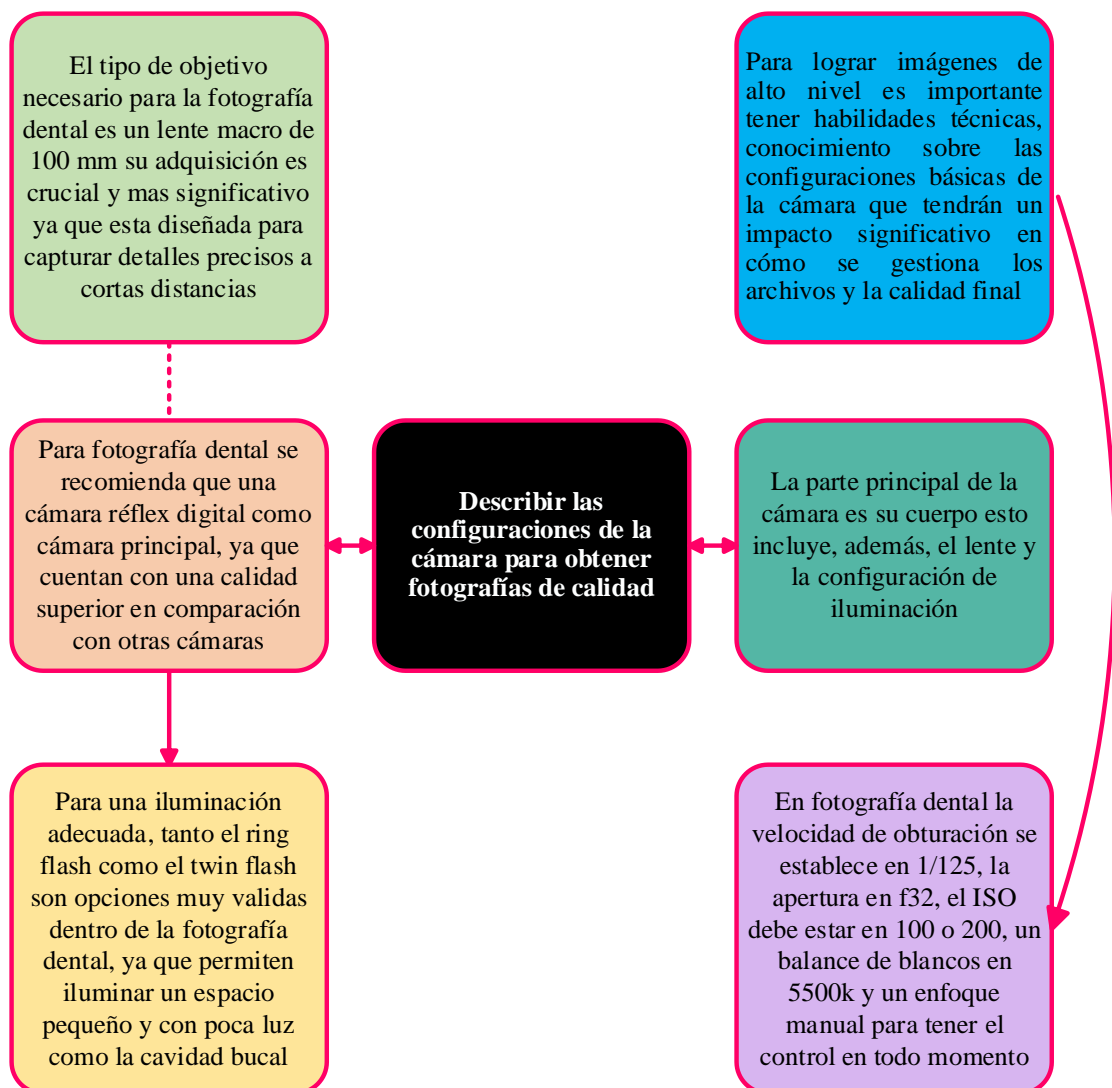 El tipo de objetivo
necesario para la fotografía
dental es un lente macro de
100 mm su adquisición es
crucial y mas significativo
ya que esta diseñada para
capturar detalles precisos a
cortas distancias
Para lograr imágenes de
alto nivel es importante
tener habilidades técnicas,
conocimiento sobre las
configuraciones básicas de
la cámara que tendrán un
impacto significativo en
cómo se gestiona los
archivos y la calidad final
Para fotografía dental se
recomienda que una
cámara réflex digital como
cámara principal, ya que
cuentan con una calidad
superior en comparación
con otras cámaras
Describir las
configuraciones de la
cámara para obtener
fotografías de calidad
La parte principal de la
cámara es su cuerpo esto
incluye, además, el lente y
la configuración de
iluminación
Para una iluminación
adecuada, tanto el ring
flash como el twin flash
son opciones muy validas
dentro de la fotografía
dental, ya que permiten
iluminar un espacio
pequeño y con poca luz
como la cavidad bucal
En fotografía dental la
velocidad de obturación se
establece en 1/125, la
apertura en f32, el ISO
debe estar en 100 o 200, un
balance de blancos en
5500k y un enfoque
manual para tener el
control en todo momento